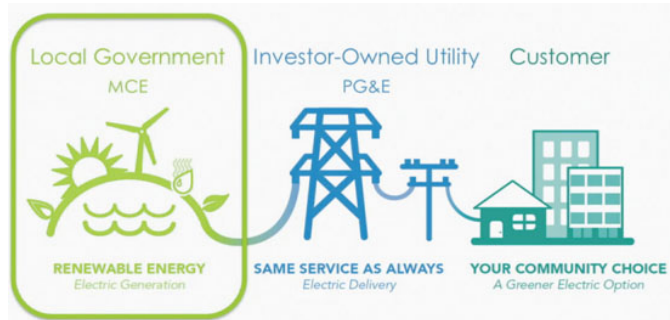 Local Government
MCE
RENEWABLE ENERGY
Electric Generation
Investor-Owned Utility
PG&E
SAME SERVICE AS ALWAYS
Electric Delivery
Customer
YOUR COMMUNITY CHOICE
A Greener Electric Option